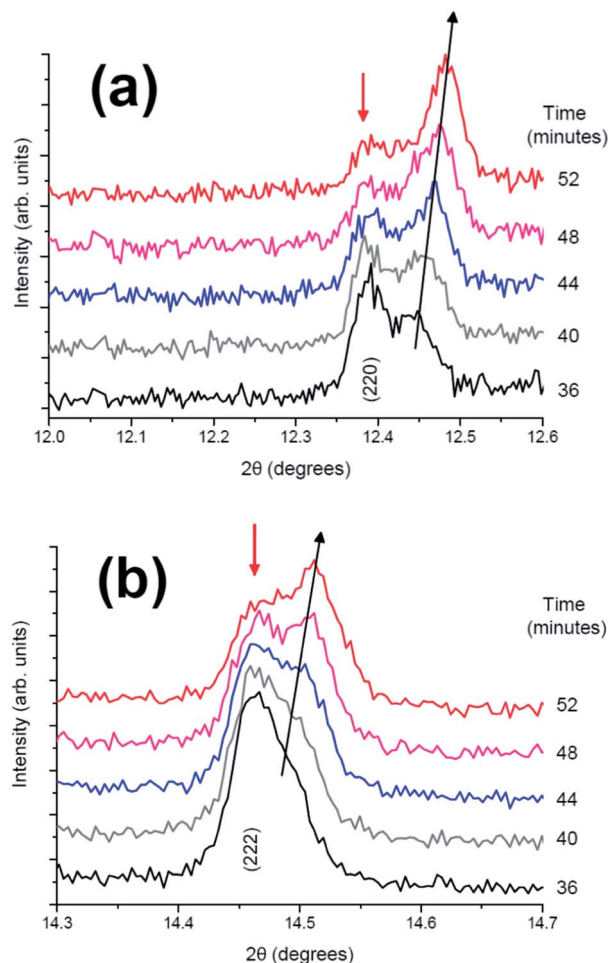 (a)
Time
(minutes)
52
48
44
40
36
(220)
Intensity (arb. units)
12.0 12.1 12.2 12.3 12.4 12.5 12.6
2θ (degrees)
(b)
Time
(minutes)
52
48
44
40
36
(222)
Intensity (arb. units)
14.3 14.4 14.5 14.6 14.7
2θ (degrees)